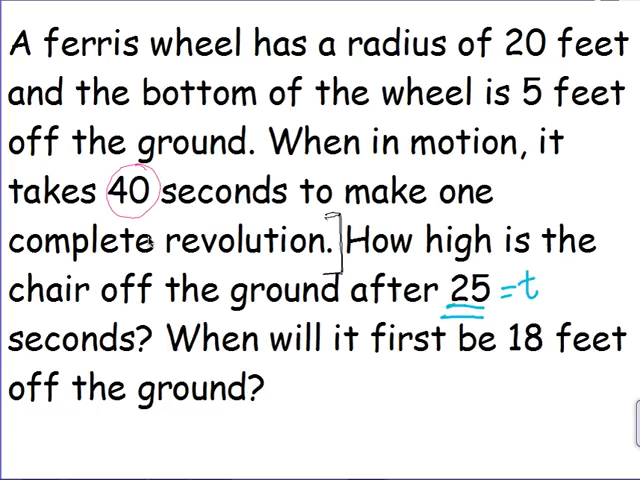 A ferris wheel has a radius of 20 feet
and the bottom of the wheel is 5 feet
off the ground. When in motion, it
takes 40 seconds to make one
complete revolution. How high is the
chair off the ground after 25 = t
seconds? When will it first be 18 feet
off the ground?